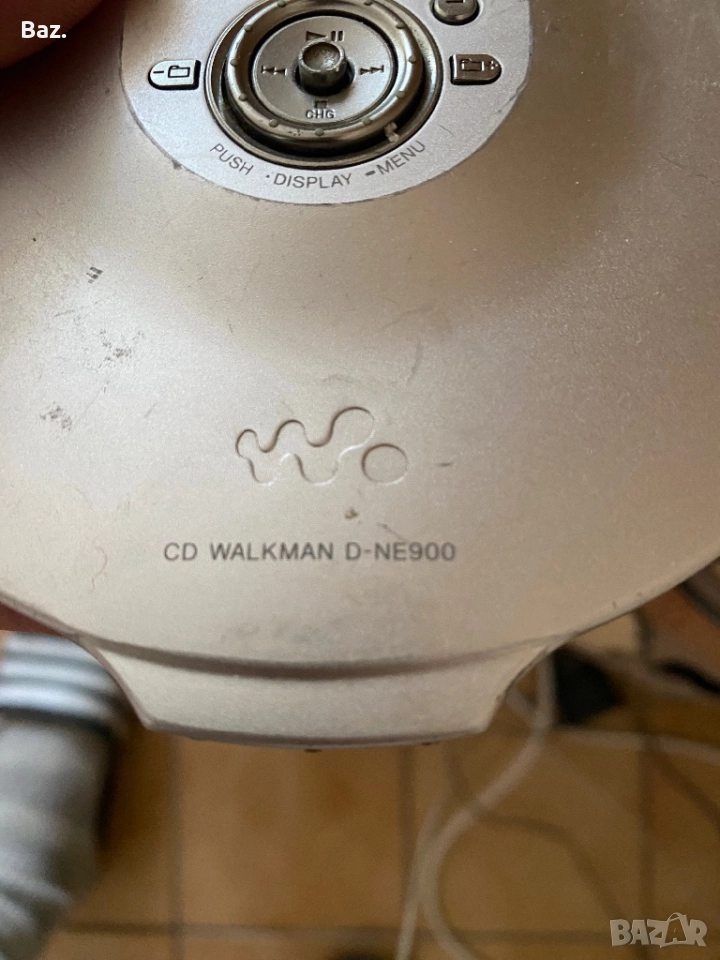 Baz.
CHG
PUSH • DISPLAY – MENU
CD WALKMAN D-NE900
BAZAR